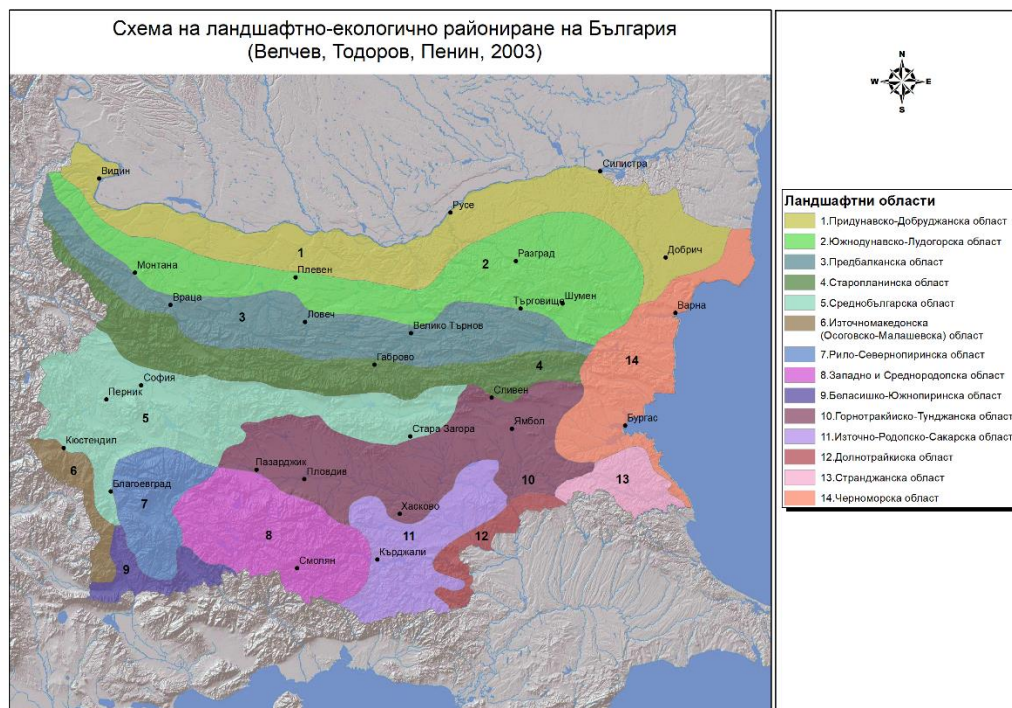 Схема на ландшафтно-екологично райониране на България
(Велчев, Тодоров, Пенин, 2003)
N
W E
S
Силистра
Видин
Русе
Добрич
Разград
1
2
Монтана
Плевен
Шумен
Търговище
Варна
Враца
3
Ловеч
Велико Търнов
14
Габрово
4
София
Перник
Сливен
5
Стара Загора
Ямбол
Бургас
Кюстендил
6
Пазарджик
Пловдив
10
13
Благоевград
7
Хасково
8
11
12
Кърджали
9
Смолян
Ландшафтни области
1.Придунавско-Добруджанска област
2.Южнодунавско-Лудогорска област
3.Предбалканска област
4.Старопланинска област
5.Среднобългарска област
6.Източномакедонска
(Осоговско-Малашевска) област
7.Рило-Севернопиринска област
8.Западно и Среднородопска област
9.Беласишко-Южнопиринска област
10.Горнотракйиско-Тунджанска област
11.Източно-Родопско-Сакарска област
12.Долнотрайкиска област
13.Странджанска област
14.Черноморска област